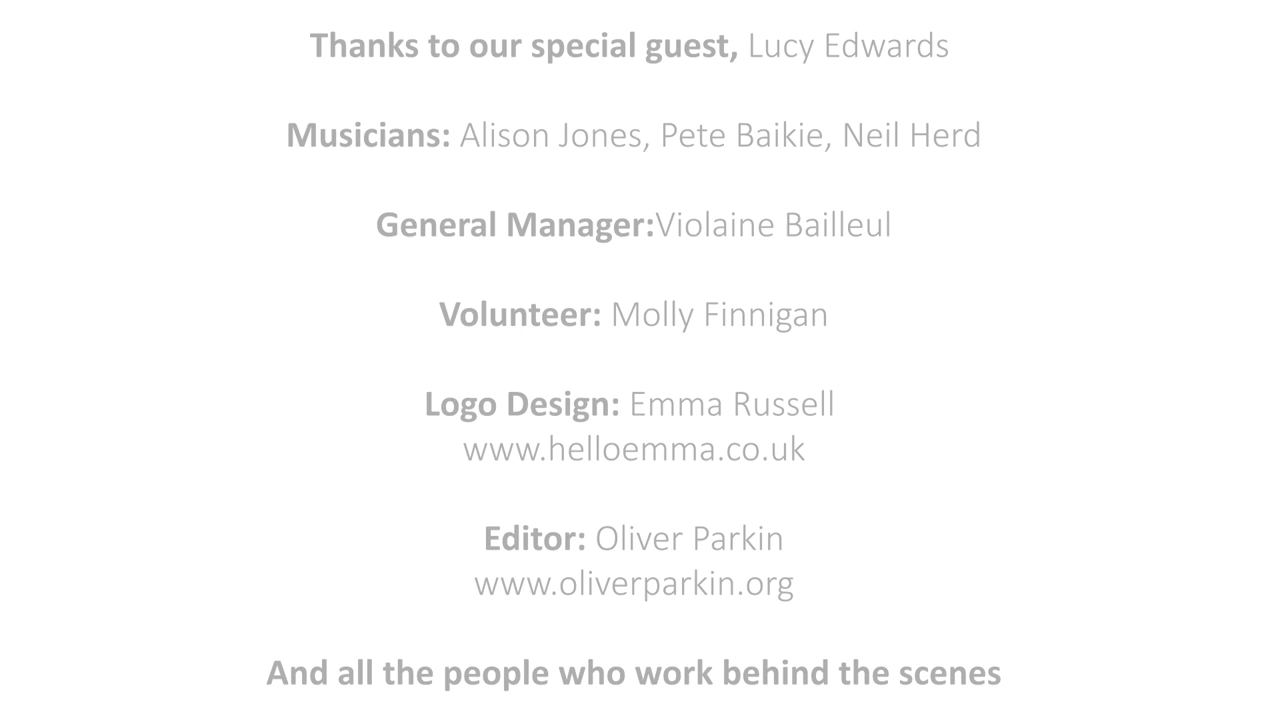 Thanks to our special guest, Lucy Edwards
Musicians: Alison Jones, Pete Baikie, Neil Herd
General Manager:Violaine Bailleul
Volunteer: Molly Finnigan
Logo Design: Emma Russell
www.helloemma.co.uk
Editor: Oliver Parkin
www.oliverparkin.org
And all the people who work behind the scenes